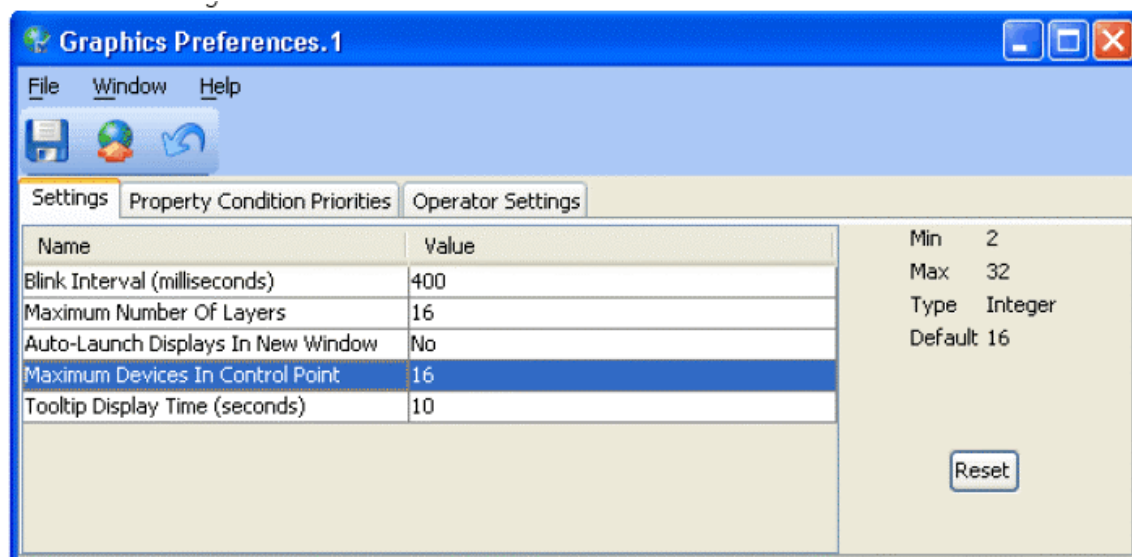 Graphics Preferences.1
File Window Help
Settings Property Condition Priorities Operator Settings
Name Value
Blink Interval (milliseconds) 400
Maximum Number Of Layers 16
Auto-Launch Displays In New Window No
Maximum Devices In Control Point 16
Tooltip Display Time (seconds) 10
Min 2
Max 32
Type Integer
Default 16
Reset